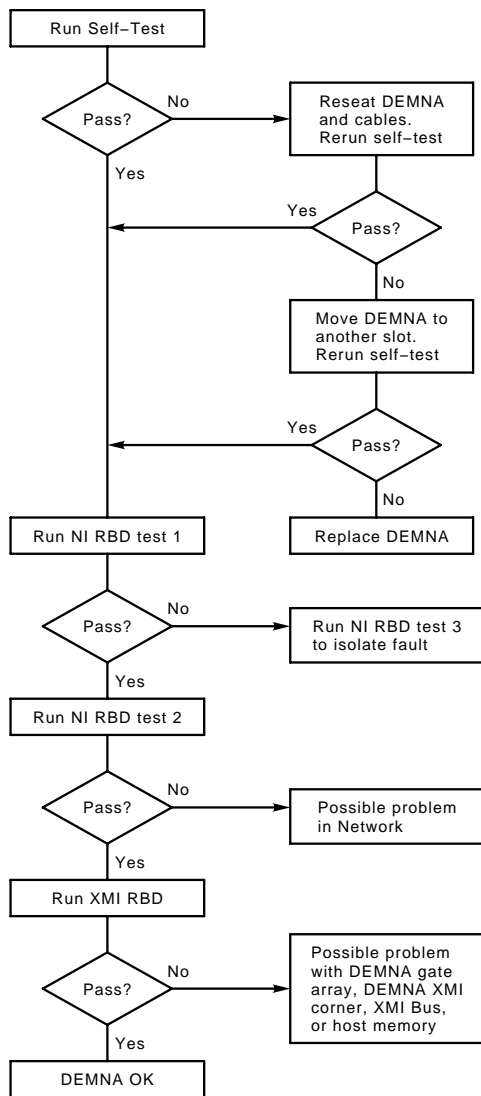 Run Self−Test
Pass?
No
Reseat DEMNA
and cables.
Rerun self−test
Yes
Yes
Pass?
No
Move DEMNA to
another slot.
Rerun self−test
Yes
Pass?
No
Run NI RBD test 1
Replace DEMNA
Pass?
No
Run NI RBD test 3
to isolate fault
Yes
Run NI RBD test 2
Pass?
No
Possible problem
in Network
Yes
Run XMI RBD
Pass?
No
Possible problem
with DEMNA gate
array, DEMNA XMI
corner, XMI Bus,
or host memory
Yes
DEMNA OK